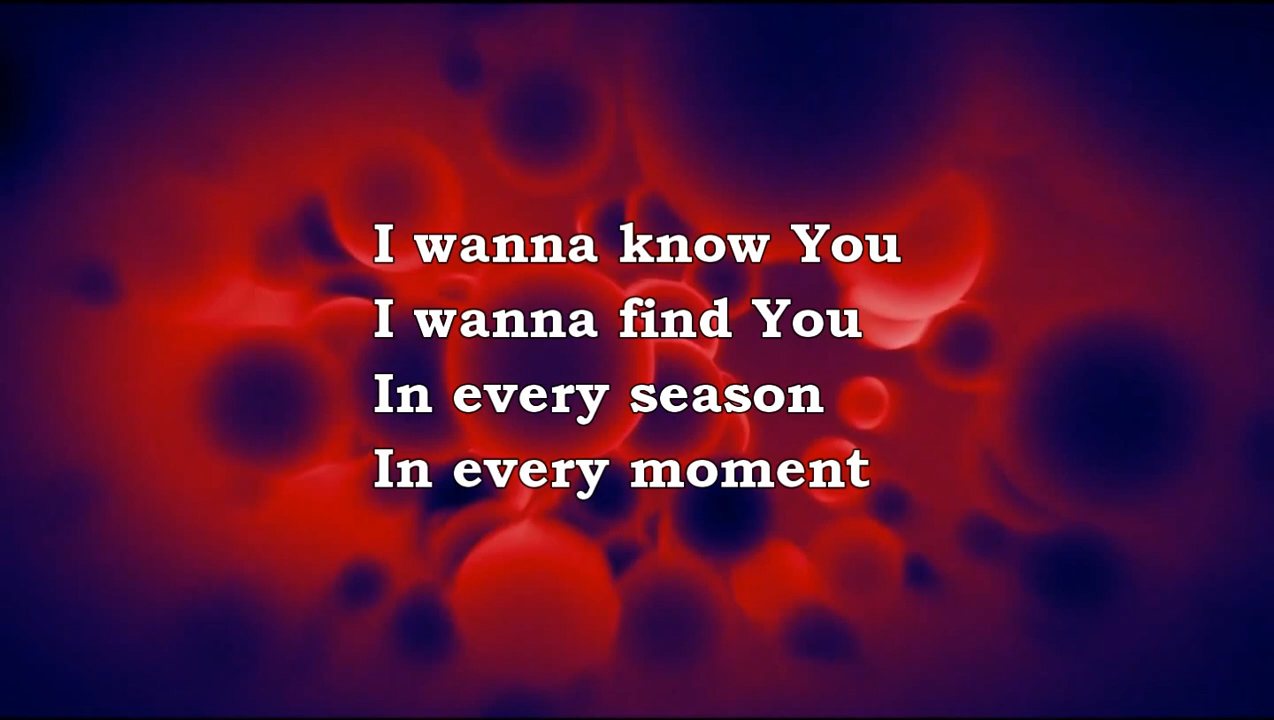 I wanna know You
I wanna find You
In every season
In every moment